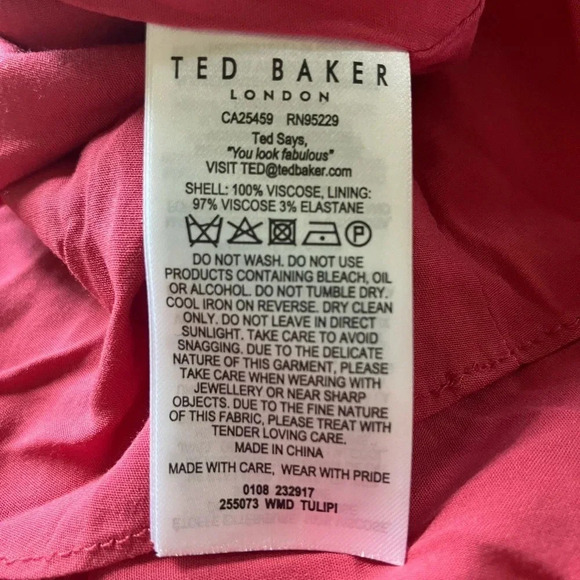 TED BAKER
LONDON
CA25459 RN95229
Ted Says,
"You look fabulous"
VISIT TED@tedbaker.com
SHELL: 100% VISCOSE, LINING:
97% VISCOSE 3% ELASTANE
P
DO NOT WASH. DO NOT USE
PRODUCTS CONTAINING BLEACH, OIL
OR ALCOHOL. DO NOT TUMBLE DRY.
COOL IRON ON REVERSE. DRY CLEAN
ONLY. DO NOT LEAVE IN DIRECT
SUNLIGHT, TAKE CARE TO AVOID
SNAGGING. DUE TO THE DELICATE
NATURE OF THIS GARMENT, PLEASE
TAKE CARE WHEN WEARING WITH
JEWELLERY OR NEAR SHARP
OBJECTS. DUE TO THE FINE NATURE
OF THIS FABRIC, PLEASE TREAT WITH
TENDER LOVING CARE.
MADE IN CHINA
MADE WITH CARE, WEAR WITH PRIDE
0108 232917
255073 WMD TULIPI